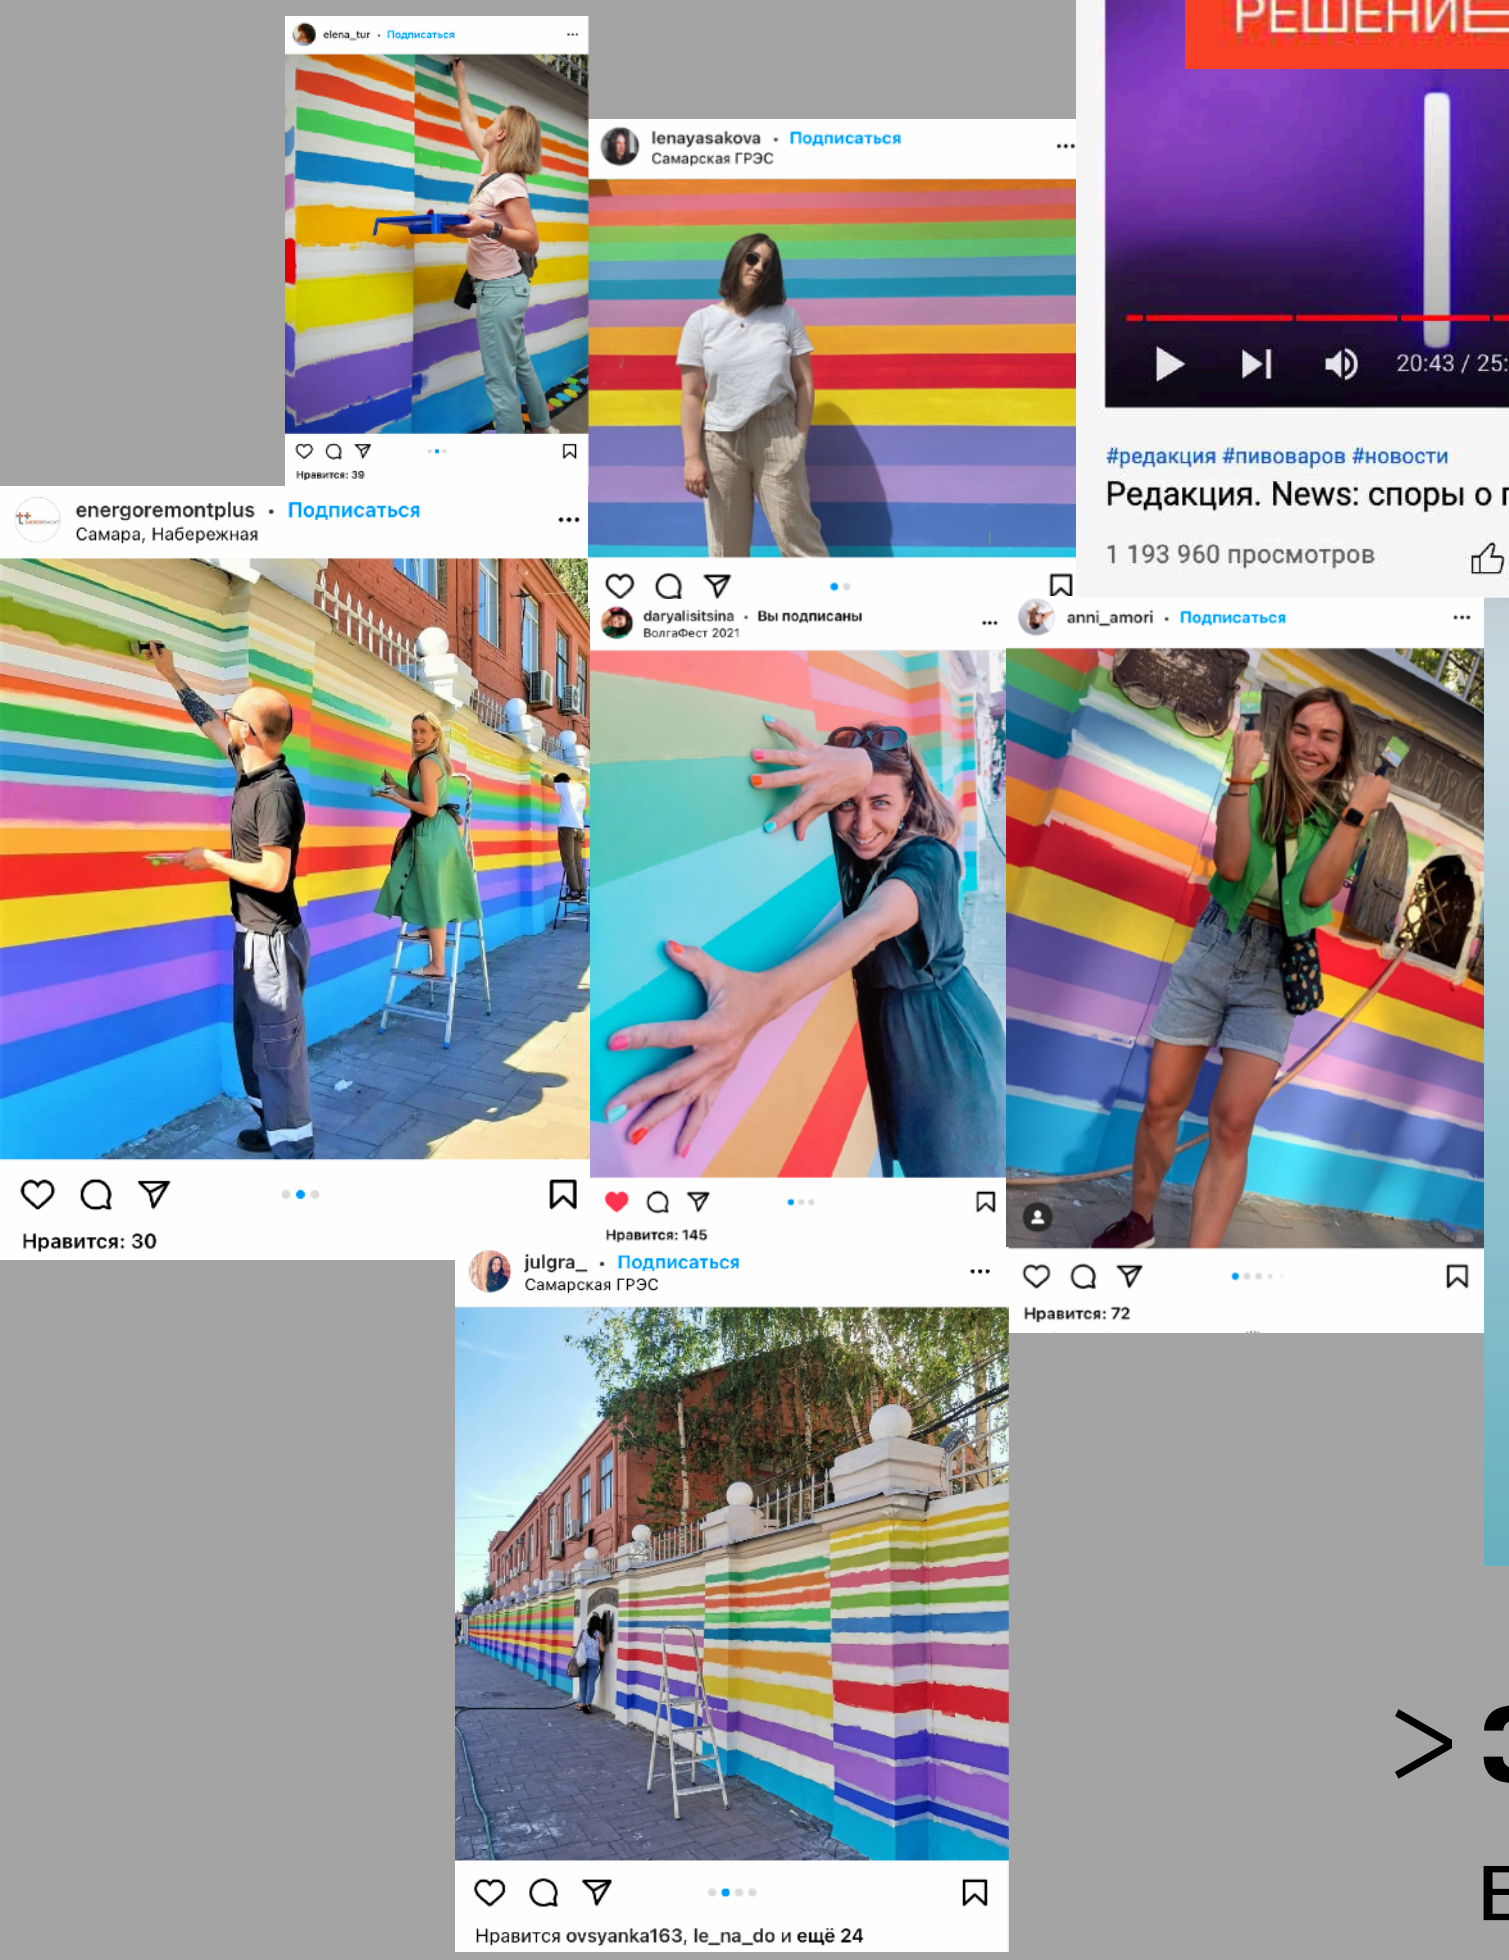 elena_tur • Подписаться
Нравится: 39
lenayasakova • Подписаться
Самарская ГРЭС
РЕШЕНИЕ
20:43 / 25:
#редакция #пивоваров #новости
Редакция. News: споры о
1 193 960 просмотров
energoremontplus • Подписаться
Самара, Набережная
Нравится: 30
daryalisitsina • Вы подписаны
ВолгаФест 2021
Нравится: 145
anni_amori • Подписаться
Нравится: 72
julgra_ • Подписаться
Самарская ГРЭС
Нравится ovsyanka163, le_na_do и ещё 24
>